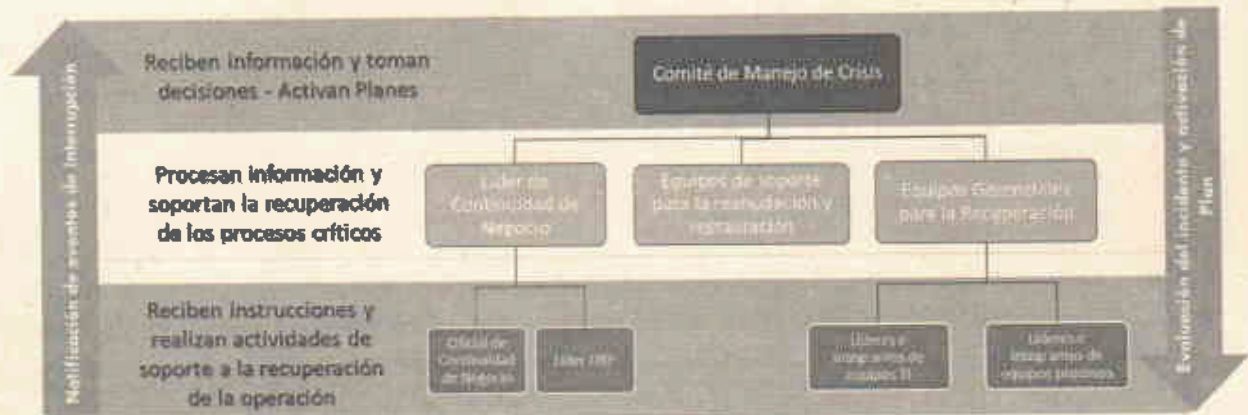 Notificación de eventos de interrupción
Reciben información y toman
decisiones - Activan Planes
Comité de Manejo de Crisis
Procesan información y
soportan la recuperación
de los procesos críticos
Líder de
Continuidad de
Negocio
Equipos de soporte
para la reanudación y
restauración
Equipos Gerenciales
para la Recuperación
Reciben instrucciones y
realizan actividades de
soporte a la recuperación
de la operación
Oficial de
Continuidad
de Negocio
Líder
Líderes e
integrantes de
equipos TI
Líderes e
integrantes de
equipos
Evaluación del incidente y activación de
Plan